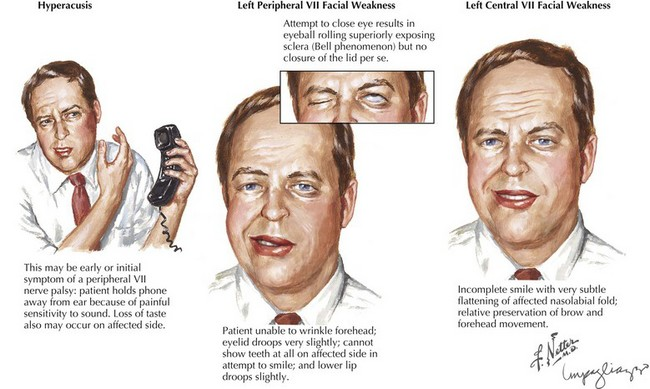 Hyperacusis
This may be early or initial
symptom of a peripheral VII
nerve palsy: patient holds phone
away from ear because of painful
sensitivity to sound. Loss of taste
also may occur on affected side.
Left Peripheral VII Facial Weakness
Attempt to close eye results in
eyeball rolling superiorly exposing
sclera (Bell phenomenon) but no
closure of the lid per se.
Patient unable to wrinkle forehead;
eyelid droops very slightly; cannot
show teeth at all on affected side in
attempt to smile; and lower lip
droops slightly.
Left Central VII Facial Weakness
Incomplete smile with very subtle
flattening of affected nasolabial fold;
relative preservation of brow and
forehead movement.
F. Netter
M.D.